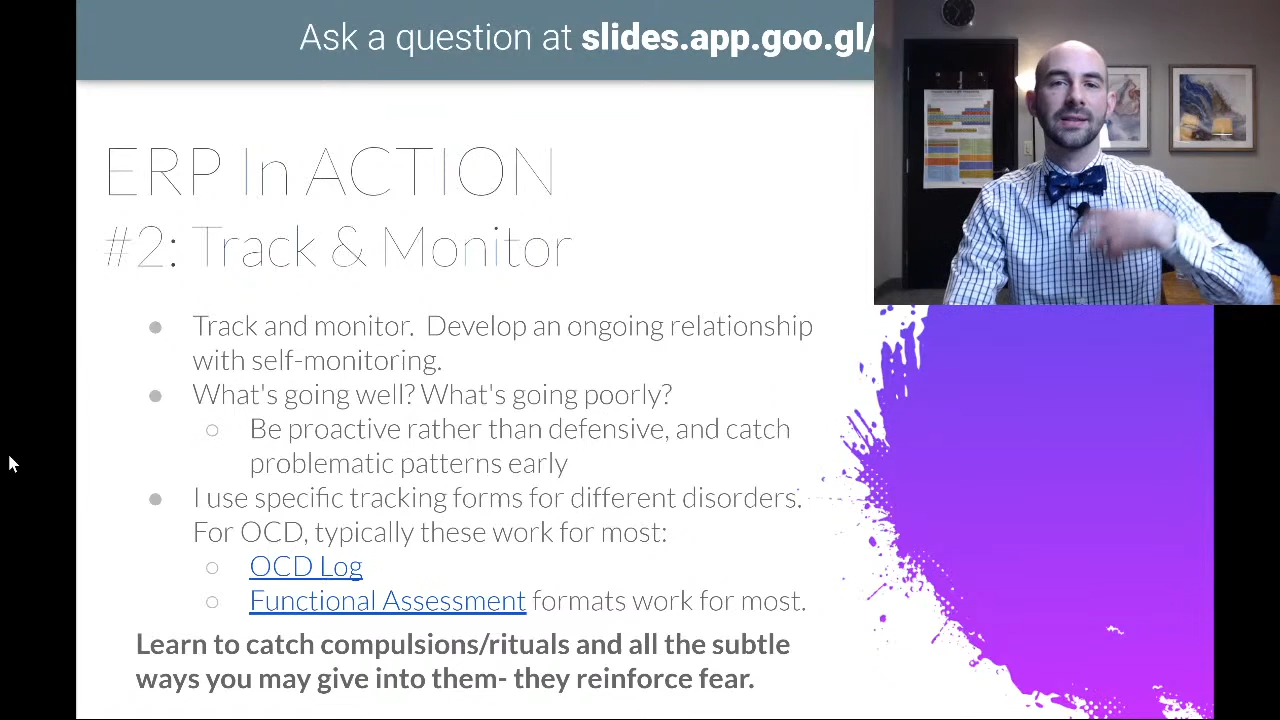 Ask a question at slides.app.goo.gl/
ERP In ACTION
#2: Track & Monitor
● Track and monitor. Develop an ongoing relationship
with self-monitoring.
● What's going well? What's going poorly?
○ Be proactive rather than defensive, and catch
problematic patterns early
● I use specific tracking forms for different disorders.
For OCD, typically these work for most:
○ OCD Log
○ Functional Assessment formats work for most.
Learn to catch compulsions/rituals and all the subtle
ways you may give into them- they reinforce fear.